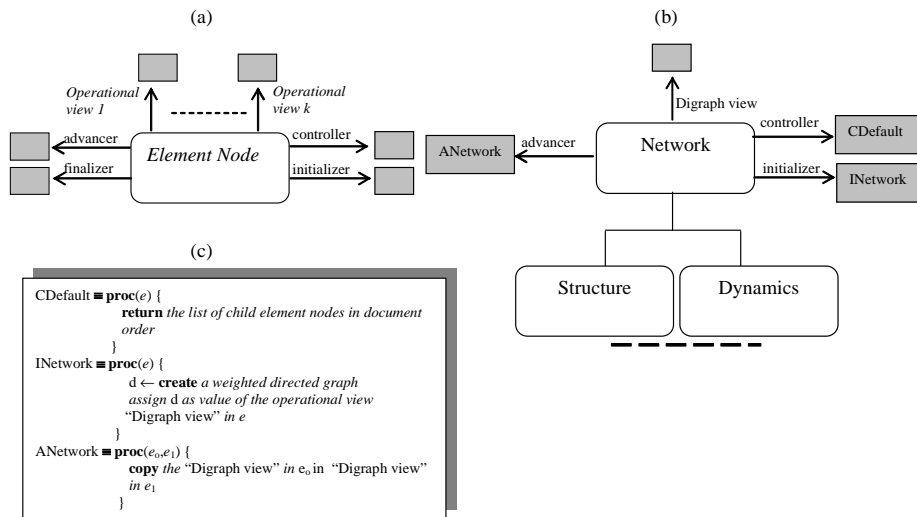 (a)
Operational
view 1
Operational
view k
advancer
finalizer
Element Node
controller
initializer
(b)
Digraph view
ANetwork
advancer
Network
controller
CDefault
initializer
INetwork
Structure
Dynamics
(c)
CDefault ≡ proc(e) {
return the list of child element nodes in document
order
}
INetwork ≡ proc(e) {
d ← create a weighted directed graph
assign d as value of the operational view
“Digraph view” in e
}
ANetwork ≡ proc(eo,e1) {
copy the “Digraph view” in eo in “Digraph view”
in e1
}